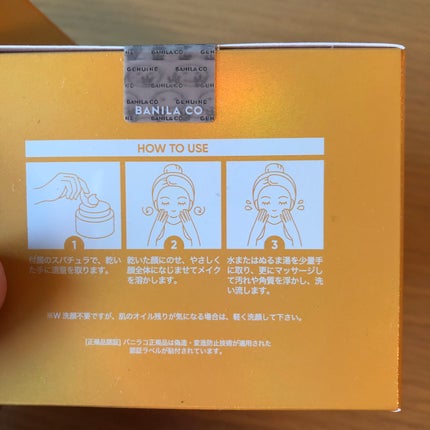 GENUINE
BANILA CO
GENUINE
BANILA CO
BANILA CO
HOW TO USE
1
付属のスパチュラで、乾い
た手に適量を取ります。
2
乾いた顔にのせ、やさしく
顔全体になじませてメイク
を溶かします。
3
水またはぬるま湯を少量手
に取り、更にマッサージし
て汚れや角質を浮かし、洗
い流します。
※W 洗顔不要ですが、肌のオイル残りが気になる場合は、軽く洗顔して下さい。
[正規品認証] バニラコ正規品は偽造・変造防止技術が適用された
認証ラベルが貼付されています。